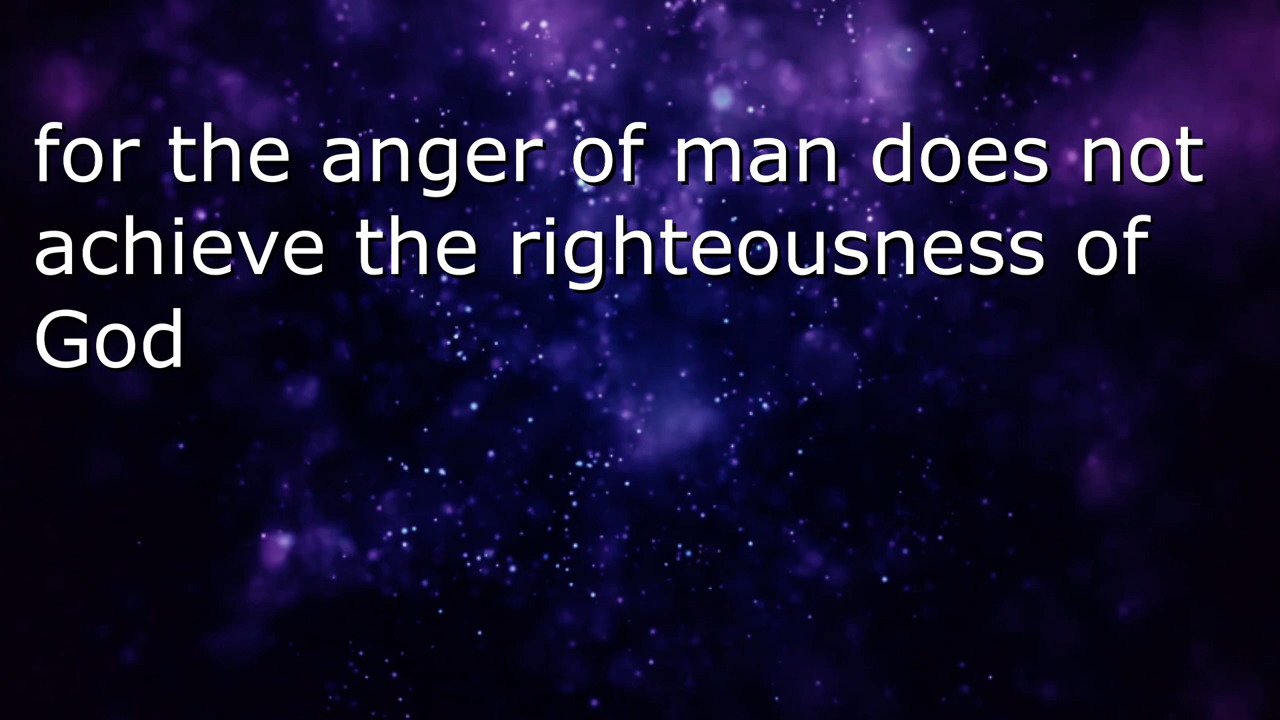 for the anger of man does not
achieve the righteousness of
God